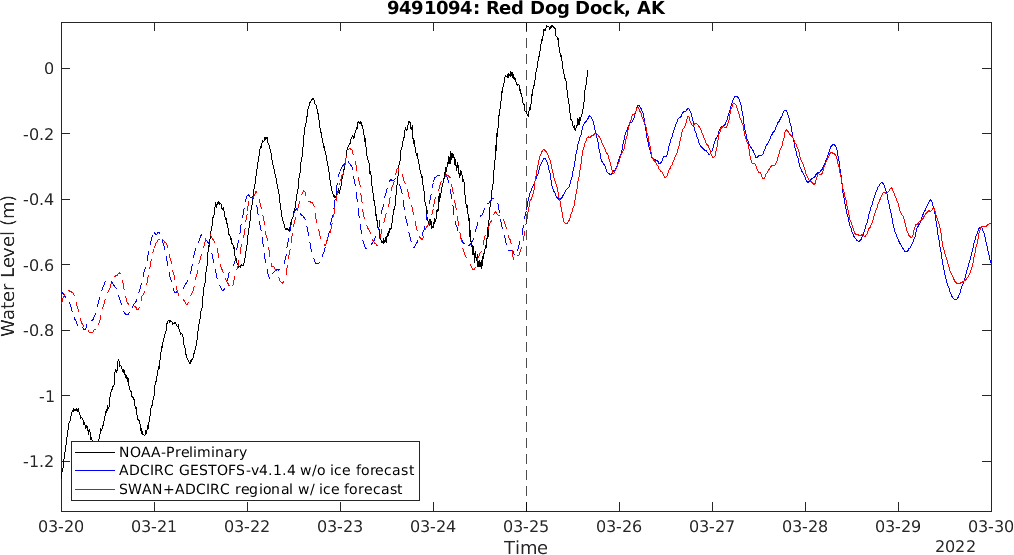 9491094: Red Dog Dock, AK
Water Level (m)
0
-0.2
-0.4
-0.6
-0.8
-1
-1.2
NOAA-Preliminary
ADCIRC GESTOFS-v4.1.4 w/o ice forecast
SWAN+ADCIRC regional w/ ice forecast
03-20 03-21 03-22 03-23 03-24 03-25 03-26 03-27 03-28 03-29 03-30
Time
2022